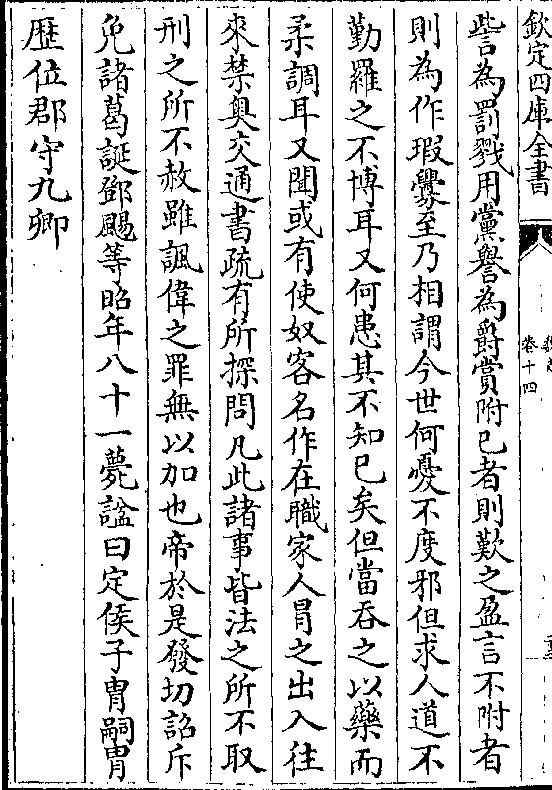 欽定四庫全書
卷十四
訾為罰戮用黨譽為爵賞附已者則歎之盈言不附者
則為作瑕釁至乃相謂今世何憂不度邪但求人道不
勤羅之不博耳又何患其不知已矣但當吞之以藥而
柔調耳又聞或有使奴客名作在職家人冐之出入往
來禁奥交通書疏有所探問凡此諸事皆法之所不取
刑之所不赦雖諷偉之罪無以加也帝於是發切詔斥
免諸葛誕鄧颺等昭年八十一薨諡曰定侯子冑嗣冑
歴位郡守九卿